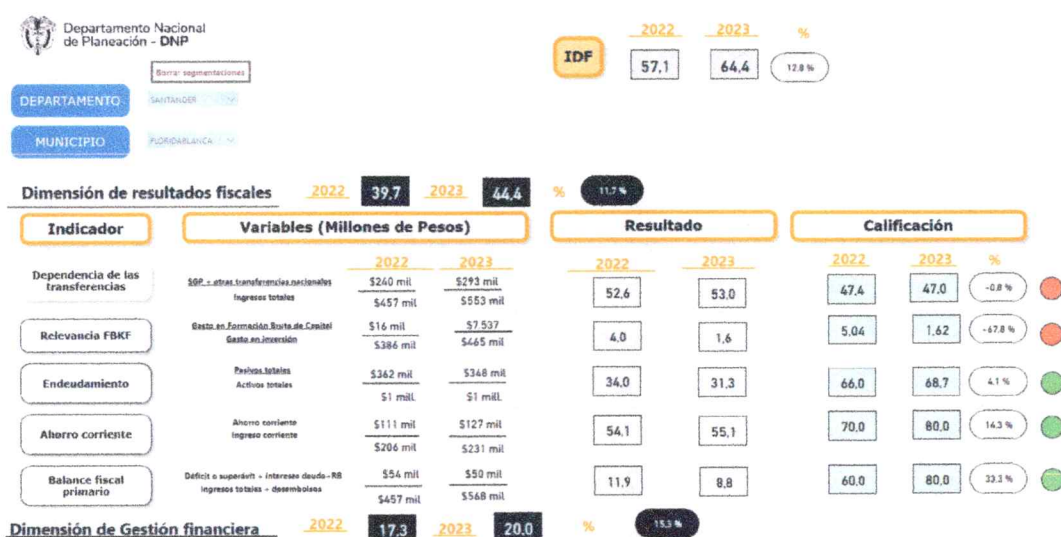 Departamento Nacional
de Planeación - DNP
Borrar segmentaciones
DEPARTAMENTO SANTANDER
MUNICIPIO FLORIDABLANCA
2022 2023 %
IDF 57,1 64,4 12,8 %
Dimensión de resultados fiscales 2022 39,7 2023 44,4 % 11,7 %
Indicador Variables (Millones de Pesos) Resultado Calificación
2022 2023 2022 2023 2022 2023 %
Dependencia de las
transferencias
SGP + otras transferencias nacionales $240 mil $293 mil
Ingresos totales $457 mil $553 mil
52,6 53,0 47,4 47,0 -0,8 %
Relevancia FBKF
Gasto en Formación Bruta de Capital $16 mil $7.537
Gasto en inversión $386 mil $465 mil
4,0 1,6 5,04 1,62 -67,8 %
Endeudamiento
Pasivos totales $362 mil $348 mil
Activos totales $1 mill. $1 mill.
34,0 31,3 66,0 68,7 4,1 %
Ahorro corriente
Ahorro corriente $111 mil $127 mil
Ingreso corriente $206 mil $231 mil
54,1 55,1 70,0 80,0 14,3 %
Balance fiscal
primario
Déficit o superávit + intereses deuda-RB $54 mil $50 mil
Ingresos totales - desembolsos $457 mil $568 mil
11,9 8,8 60,0 80,0 33,3 %
Dimensión de Gestión financiera 2022 17,3 2023 20,0 % 15,3 %